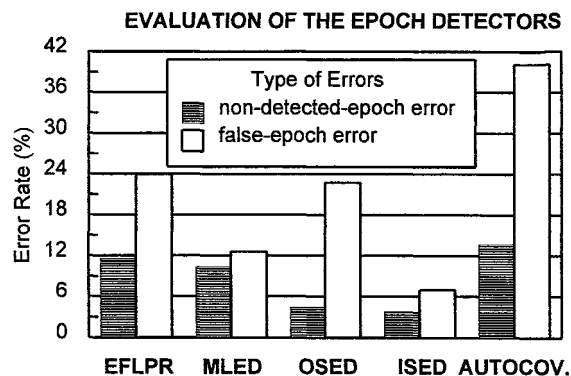 EVALUATION OF THE EPOCH DETECTORS
42
36
30
24
18
12
6
0
Error Rate (%)
Type of Errors
non-detected-epoch error
false-epoch error
EFLPR MLED OSED ISED AUTOCOV.